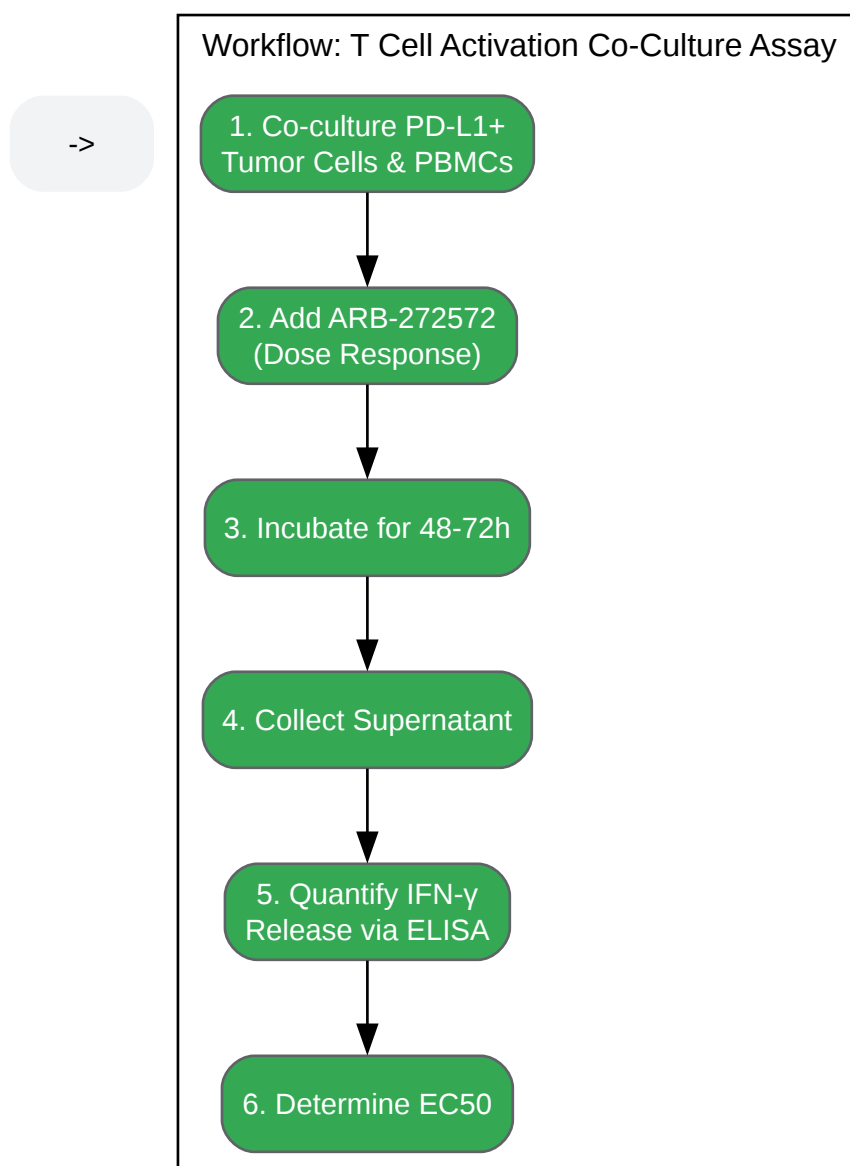 Workflow: T Cell Activation Co-Culture Assay
->
1. Co-culture PD-L1+
Tumor Cells & PBMCs
2. Add ARB-272572
(Dose Response)
3. Incubate for 48-72h
4. Collect Supernatant
5. Quantify IFN-γ
Release via ELISA
6. Determine EC50